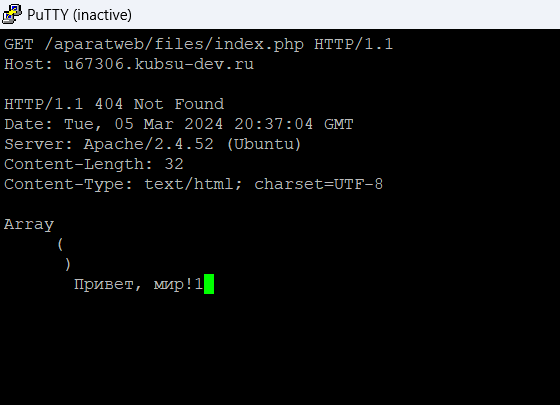 PuTTY (inactive)
GET /aparatweb/files/index.php HTTP/1.1
Host: u67306.kubsu-dev.ru
HTTP/1.1 404 Not Found
Date: Tue, 05 Mar 2024 20:37:04 GMT
Server: Apache/2.4.52 (Ubuntu)
Content-Length: 32
Content-Type: text/html; charset=UTF-8
Array
(
)
Привет, мир!1